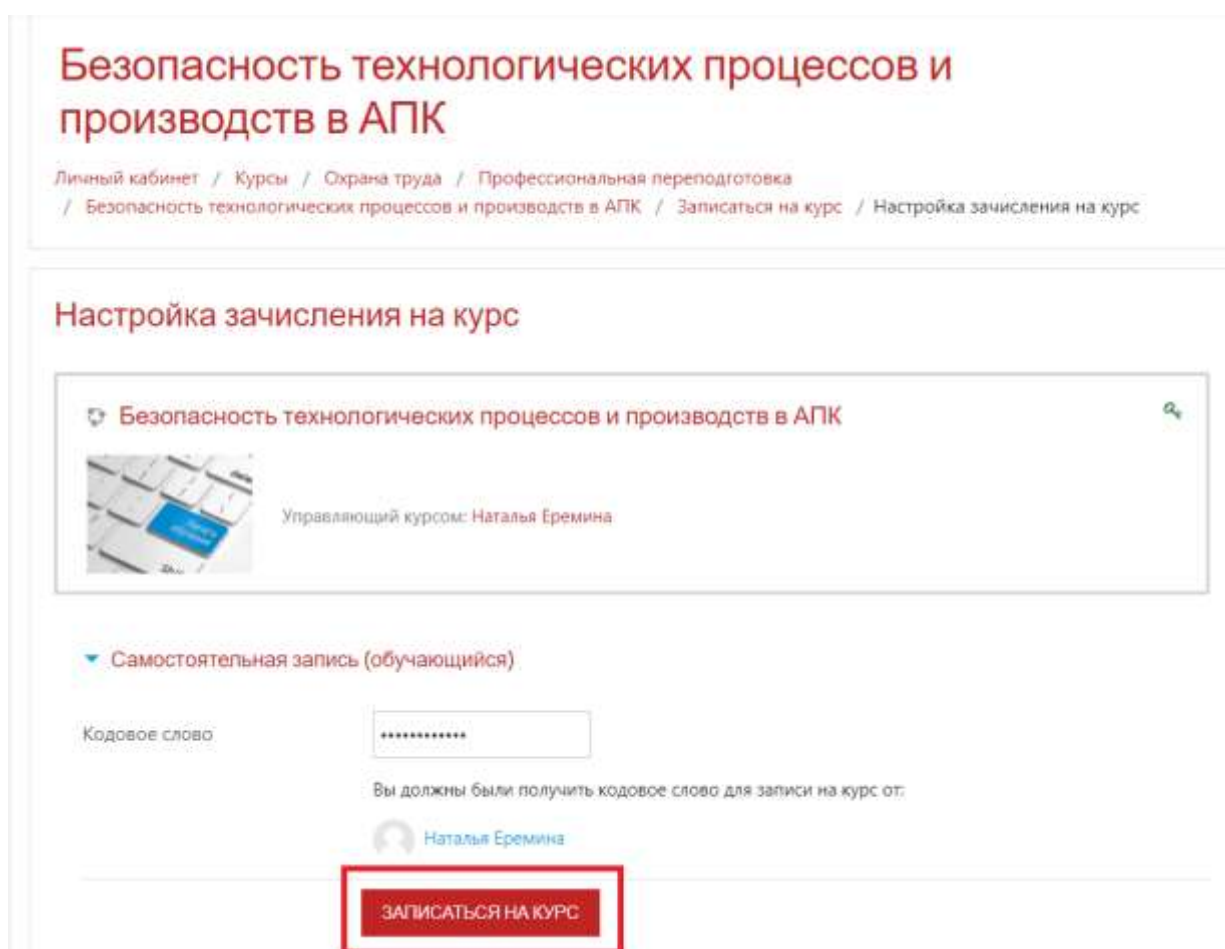 Безопасность технологических процессов и
производств в АПК
Личный кабинет / Курсы / Охрана труда / Профессиональная переподготовка
/ Безопасность технологических процессов и производств в АПК / Записаться на курс / Настройка зачисления на курс
Настройка зачисления на курс
Безопасность технологических процессов и производств в АПК
Управляющий курсом: Наталья Еремина
Самостоятельная запись (обучающийся)
Кодовое слово
••••••••••••
Вы должны были получить кодовое слово для записи на курс от:
Наталья Еремина
ЗАПИСАТЬСЯ НА КУРС